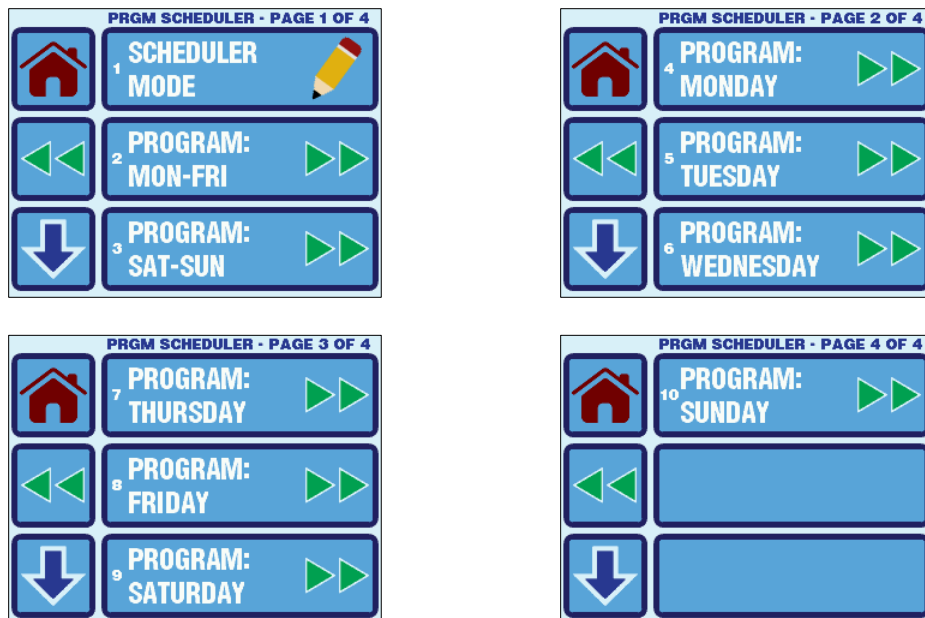 PRGM SCHEDULER - PAGE 1 OF 4
1 SCHEDULER
MODE
2 PROGRAM:
MON-FRI
3 PROGRAM:
SAT-SUN
PRGM SCHEDULER - PAGE 2 OF 4
4 PROGRAM:
MONDAY
5 PROGRAM:
TUESDAY
6 PROGRAM:
WEDNESDAY
PRGM SCHEDULER - PAGE 3 OF 4
7 PROGRAM:
THURSDAY
8 PROGRAM:
FRIDAY
9 PROGRAM:
SATURDAY
PRGM SCHEDULER - PAGE 4 OF 4
10 PROGRAM:
SUNDAY